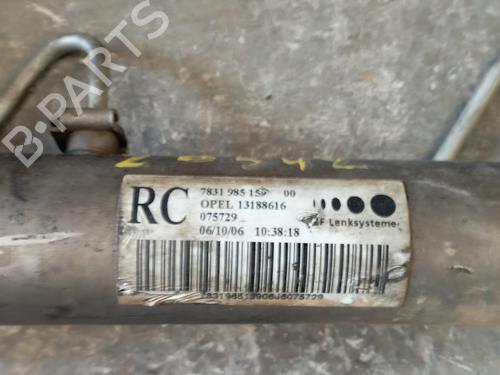 RC
7831 985 159 00
OPEL 13188616
075729
06/10/06 10:38:18
ZF Lenksysteme
B-PARTS